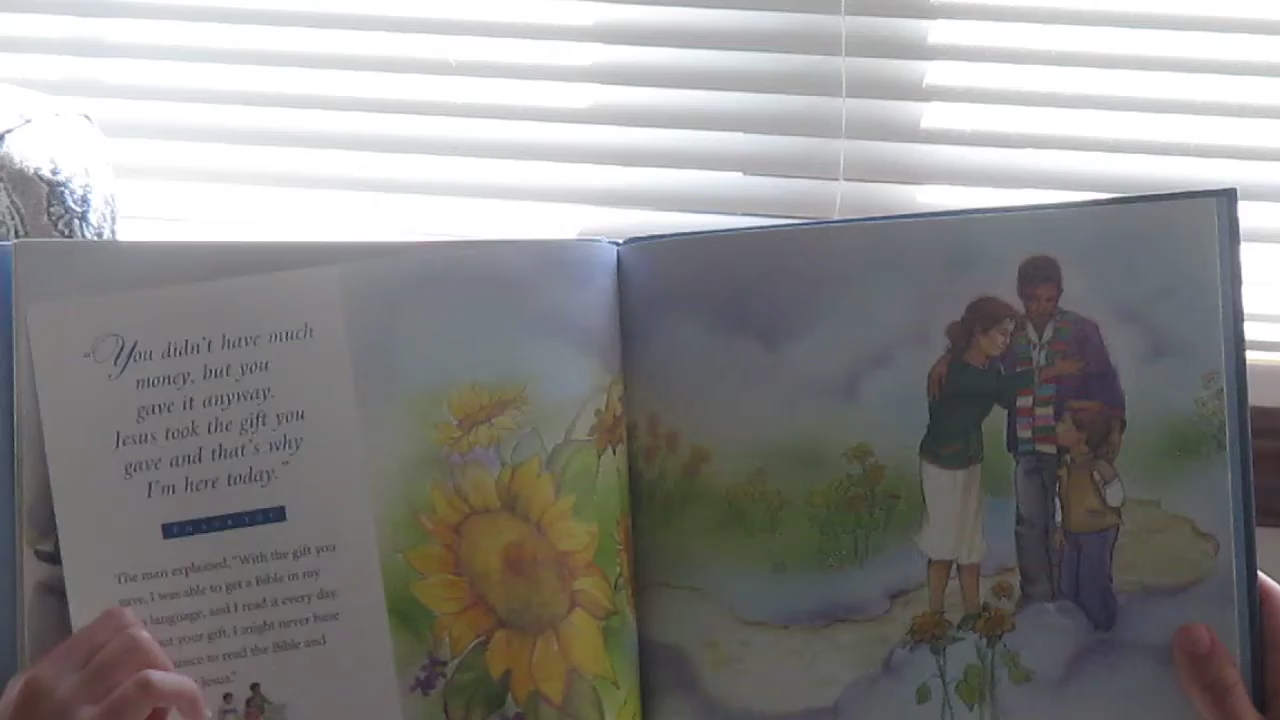 "You didn't have much
money, but you
gave it anyway.
Jesus took the gift you
gave and that's why
I'm here today."
THANK YOU
The man explained, "With the gift you
gave, I was able to get a Bible in my
language, and I read it every day.
your gift, I might never have
to read the Bible and
Jesus."